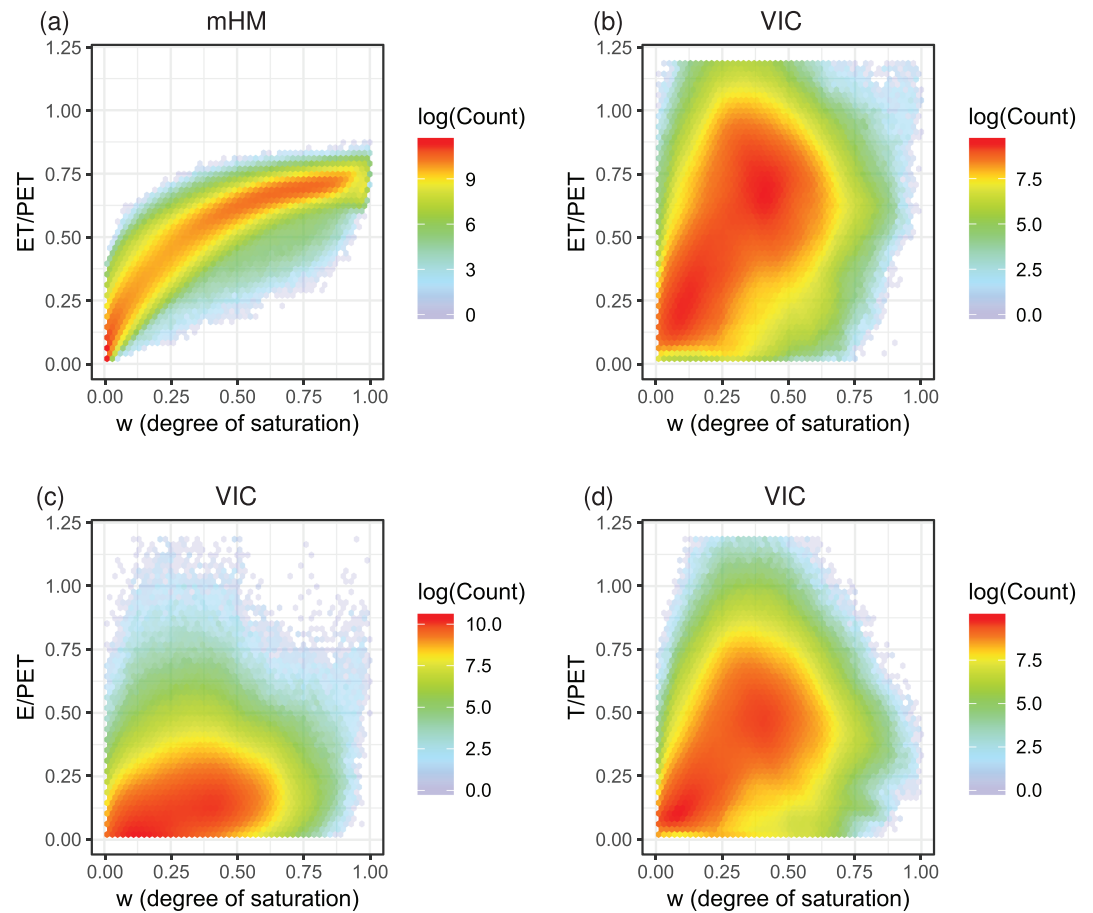 (a) mHM
1.25
1.00
0.75
0.50
0.25
0.00
ET/PET
0.00 0.25 0.50 0.75 1.00
w (degree of saturation)
log(Count)
9
6
3
0
(b) VIC
1.25
1.00
0.75
0.50
0.25
0.00
ET/PET
0.00 0.25 0.50 0.75 1.00
w (degree of saturation)
log(Count)
7.5
5.0
2.5
0.0
(c) VIC
1.25
1.00
0.75
0.50
0.25
0.00
E/PET
0.00 0.25 0.50 0.75 1.00
w (degree of saturation)
log(Count)
10.0
7.5
5.0
2.5
0.0
(d) VIC
1.25
1.00
0.75
0.50
0.25
0.00
T/PET
0.00 0.25 0.50 0.75 1.00
w (degree of saturation)
log(Count)
7.5
5.0
2.5
0.0